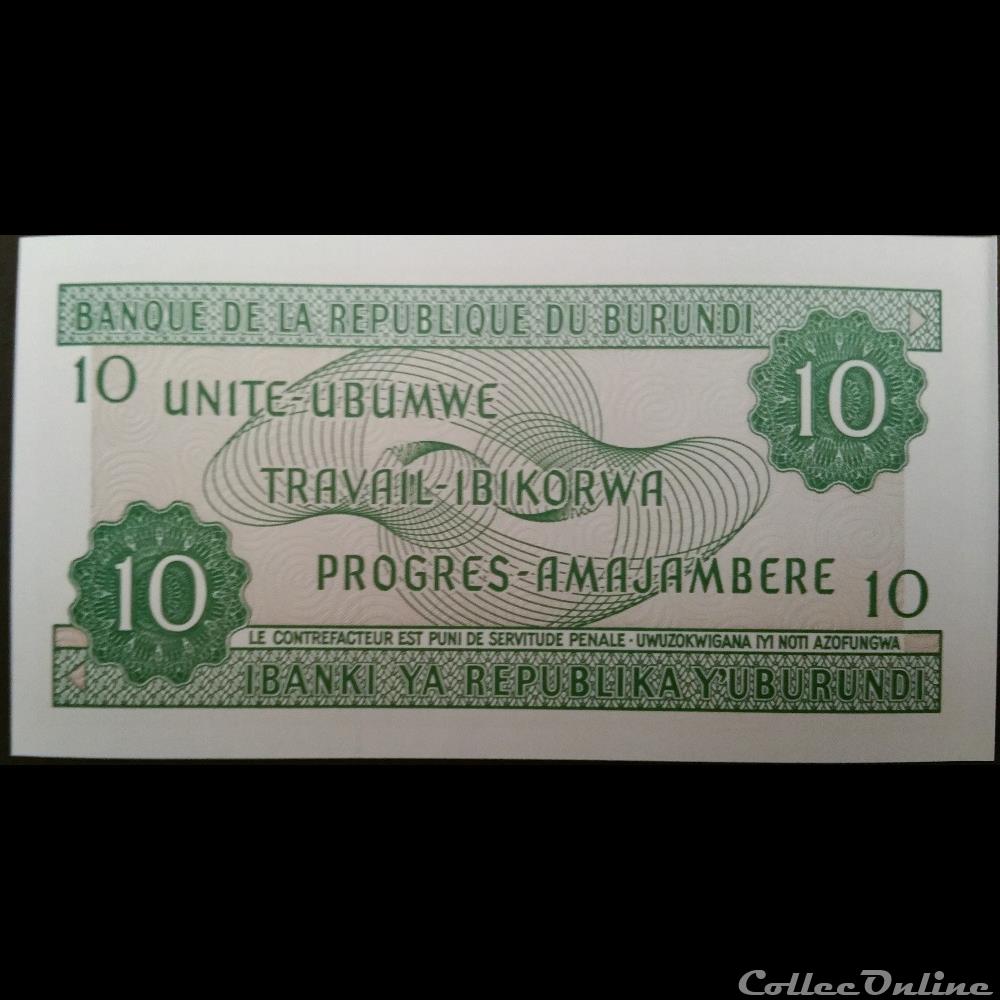 BANQUE DE LA REPUBLIQUE DU BURUNDI
10
10
UNITE-UBUMWE
TRAVAIL-IBIKORWA
PROGRES-AMAJAMBERE
10
10
LE CONTREFACTEUR EST PUNI DE SERVITUDE PENALE - UWUZOKWIGANA IYI NOTI AZOFUNGWA
IBANKI YA REPUBLIKA Y'UBURUNDI
CollecOnline